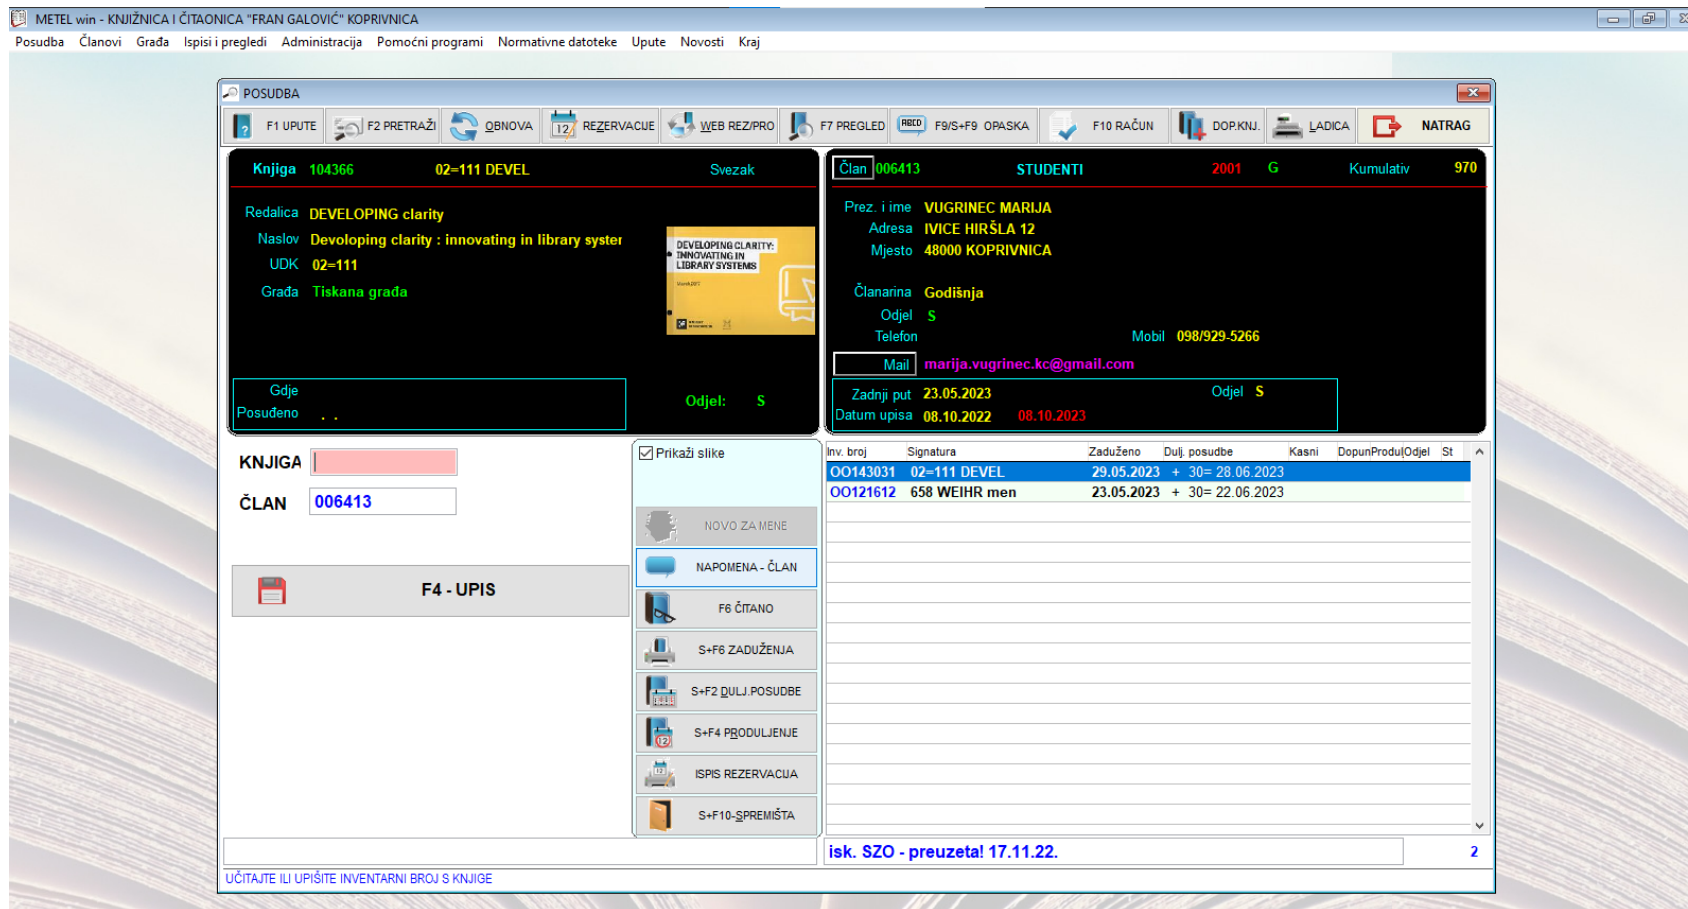 METEL win - KNJIŽNICA I ČITAONICA "FRAN GALOVIĆ" KOPRIVNICA
Posudba Članovi Građa Ispisi i pregledi Administracija Pomoćni programi Normativne datoteke Upute Novosti Kraj
POSUDBA
F1 UPUTE F2 PRETRAŽI OBNOVA REZERVACIJE WEB REZ/PRO F7 PREGLED F9/S+F9 OPASKA F10 RAČUN DOP.KNJ. LADICA NATRAG
Knjiga 104366 02=111 DEVEL Svezak
Redalica DEVELOPING clarity
Naslov Devoloping clarity : innovating in library syster
UDK 02=111
Građa Tiskana građa
DEVELOPING CLARITY:
INNOVATING IN
LIBRARY SYSTEMS
Gdje
Posuđeno . .
Odjel: S
Član 006413 STUDENTI 2001 G Kumulativ 970
Prez. i ime VUGRINEC MARIJA
Adresa IVICE HIRŠLA 12
Mjesto 48000 KOPRIVNICA
Članarina Godišnja
Odjel S
Telefon Mobil 098/929-5266
Mail marija.vugrinec.kc@gmail.com
Zadnji put 23.05.2023 Odjel S
Datum upisa 08.10.2022 08.10.2023
KNJIGA
ČLAN 006413
F4 - UPIS
Prikaži slike
NOVO ZA MENE
NAPOMENA - ČLAN
F6 ČITANO
S+F6 ZADUŽENJA
S+F2 DULJ.POSUDBE
S+F4 PRODULJENJE
ISPIS REZERVACIJA
S+F10-SPREMIŠTA
Inv. broj Signatura Zaduženo Dulj. posudbe Kasni Dopun Produlj Odjel St
OO143031 02=111 DEVEL 29.05.2023 + 30= 28.06.2023
OO121612 658 WEIHR men 23.05.2023 + 30= 22.06.2023
isk. SZO - preuzeta! 17.11.22. 2
UČITAJTE ILI UPIŠITE INVENTARNI BROJ S KNJIGE